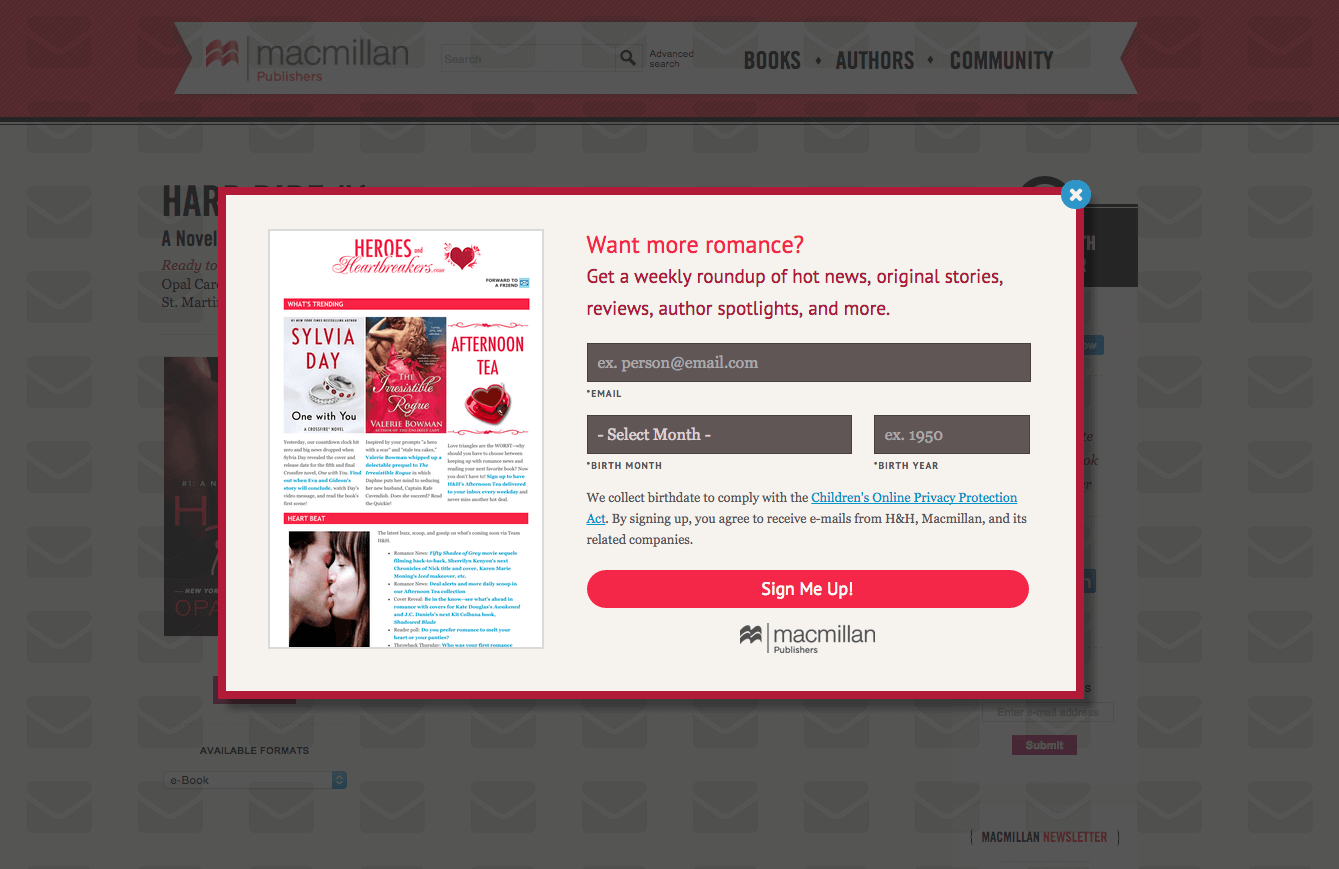 macmillan
Publishers
Search
Advanced
search
BOOKS • AUTHORS • COMMUNITY
HARD
A Novel
Ready to
Opal Car
St. Marti
Want more romance?
Get a weekly roundup of hot news, original stories,
reviews, author spotlights, and more.
ex. person@email.com
*EMAIL
- Select Month -
ex. 1950
*BIRTH MONTH
*BIRTH YEAR
We collect birthdate to comply with the Children's Online Privacy Protection
Act. By signing up, you agree to receive e-mails from H&H, Macmillan, and its
related companies.
Sign Me Up!
macmillan
Publishers
HEROES and
Heartbreakers.com
FORWARD TO
A FRIEND
WHAT'S TRENDING
#1 NEW YORK TIMES BESTSELLING AUTHOR
SYLVIA
DAY
One with You
A CROSSFIRE NOVEL
THE
Irresistible
Rogue
VALERIE BOWMAN
AFTERNOON
TEA
Yesterday, our countdown clock hit
zero and big news dropped when
Sylvia Day revealed the cover and
release date for the fifth and final
Crossfire novel, One with You. Find
out when Eva and Gideon's
story will conclude, watch Day's
video message, and read the book's
first scene!
Inspired by your prompts "a hero
with a scar" and "stale tea cakes,"
Valerie Bowman whipped up a
delectable prequel to The
Irresistible Rogue in which
Daphne puts her mind to seducing
her new husband, Captain Rafe
Cavendish. Does she succeed? Read
the Quickie!
Love triangles are the WORST—why
should you have to choose between
keeping up with romance news and
reading your next favorite book? Now
you don't have to! Sign up to have
H&H's Afternoon Tea delivered
to your inbox every weekday and
never miss another hot deal.
HEART BEAT
The latest buzz, scoop, and gossip on what's coming soon via Team
H&H.
• Romance News: Fifty Shades of Grey movie sequels
filming back-to-back, Sherrilyn Kenyon's next
Chronicles of Nick title and cover, Karen Marie
Moning's Iced makeover, etc.
• Romance News: Deal alerts and more daily scoop in
our Afternoon Tea collection
• Cover Reveal: Be in the know--see what's ahead in
romance with covers for Kate Douglas's Awakened
and J.C. Daniels's next Kit Colbana book,
Shadowed Blade
• Reader poll: Do you prefer romance to melt your
heart or your panties?
• Throwback Thursday: Who was your first romance
#1: A N
H
— NEW YOR
OPA
AVAILABLE FORMATS
e-Book
Enter e-mail address
Submit
MACMILLAN NEWSLETTER